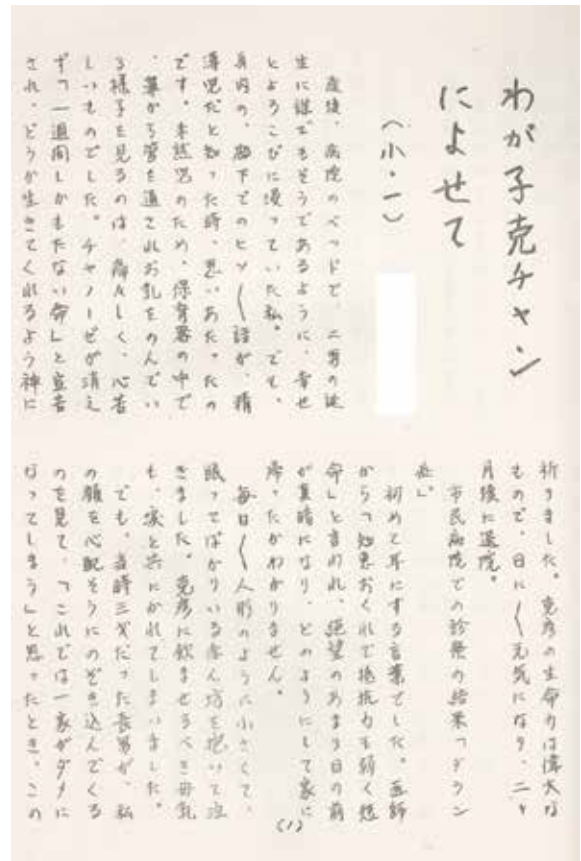 わが子克チャン
によせて
（小・一）
産後、病院のベッドで、二男の誕
生に誰でもそうであるように、幸せ
とよろこびに浸っていた私。でも、
身内の、廊下でのヒソ〳〵話が、精
薄児だと知った時、思いあたったの
です。未熟児のため、保育器の中で
、鼻から管を通されお乳をのんでい
る様子を見るのは、痛々しく、心苦
しいものでした。チャノーゼが消え
ず「一週間しかもたない命」と宣告
され、どうか生きてくれるよう神に
祈りました。克彦の生命力は偉大な
もので、日に〳〵元気になり、二ヶ
月後に退院。
市民病院での診察の結果「ダウン
症」。
初めて耳にする言葉でした。医師
から「知恵おくれで抵抗力も弱く短
命」と言われ、絶望のあまり目の前
が真暗になり、どのようにして家に
帰ったかわかりません。
毎日〳〵人形のように小さくて、
眠ってばかりいる赤ん坊を抱いて泣
きました。克彦に飲ませるべき母乳
も、涙と共にかれてしまいました。
でも、当時三才だった長男が、私
の顔を心配そうにのぞき込んでくる
のを見て、「これでは一家がダメに
なってしまう」と思ったとき、この
(1)